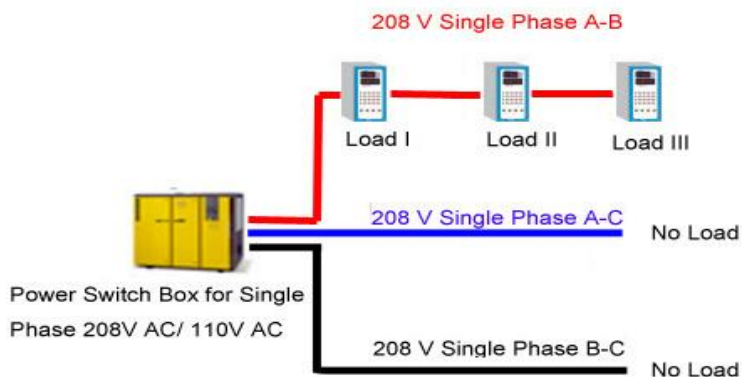 208 V Single Phase A-B
Load I
Load II
Load III
208 V Single Phase A-C
No Load
Power Switch Box for Single
Phase 208V AC/ 110V AC
208 V Single Phase B-C
No Load